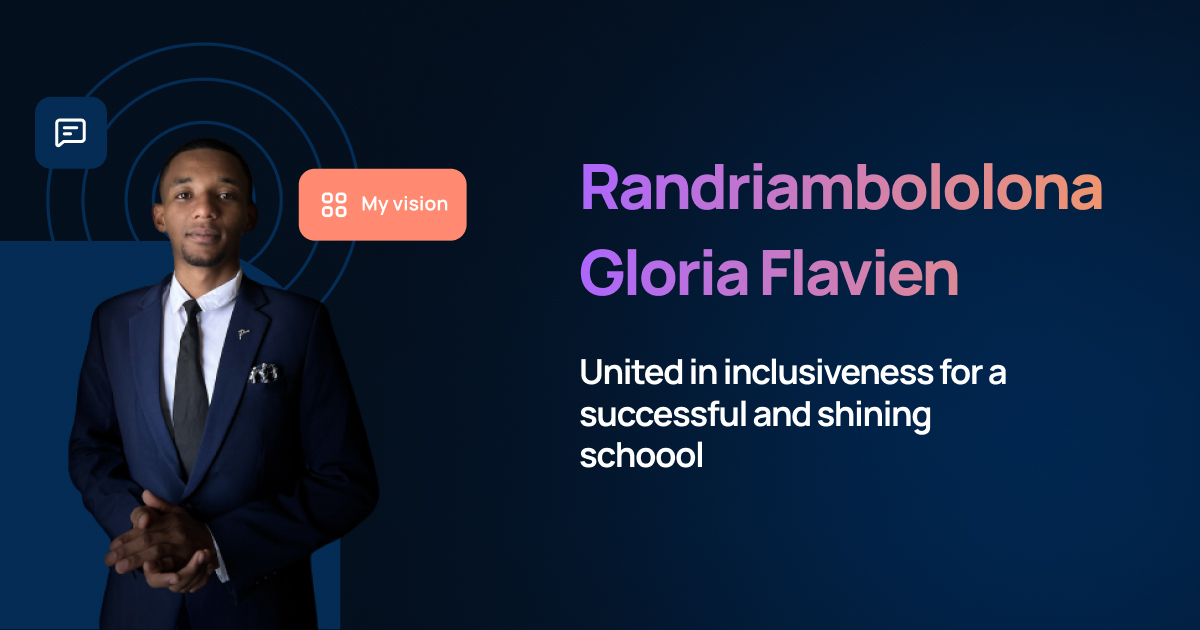 My vision
Randriambololona
Gloria Flavien
United in inclusiveness for a
successful and shining
schoool